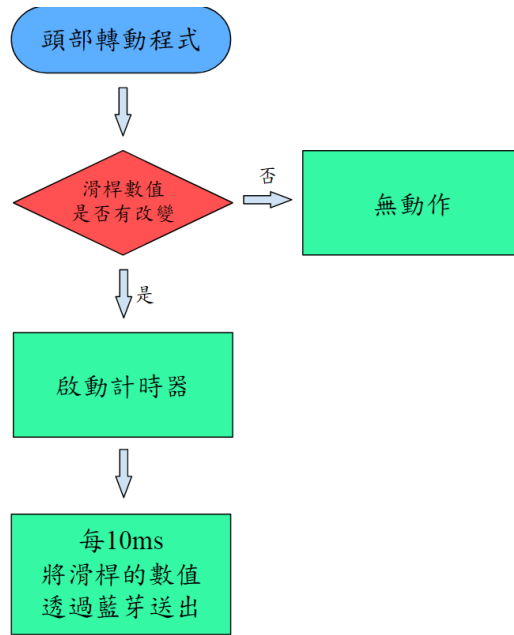 頭部轉動程式
滑桿數值
是否有改變
否
無動作
是
啟動計時器
每10ms
將滑桿的數值
透過藍芽送出